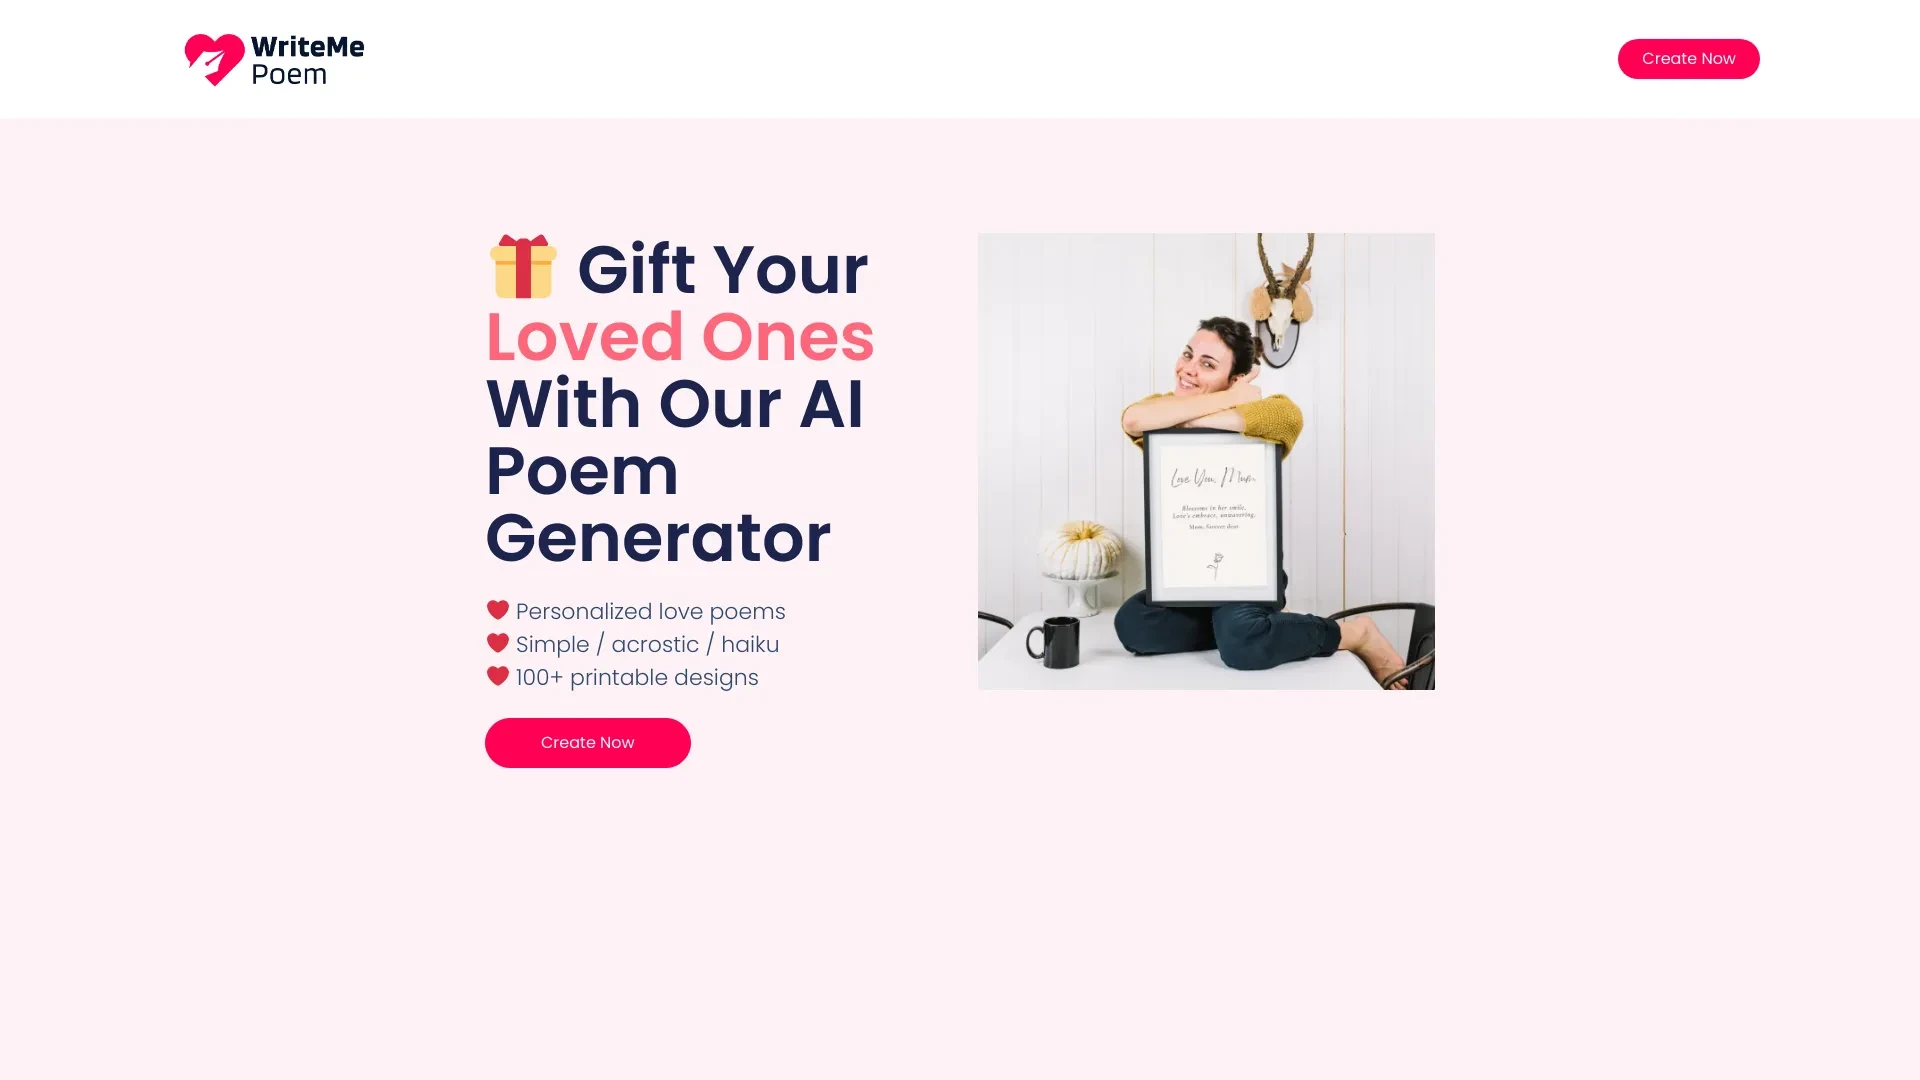 WriteMe
Poem
Create Now
Gift Your
Loved Ones
With Our AI
Poem
Generator
Personalized love poems
Simple / acrostic / haiku
100+ printable designs
Create Now
Love You, Mum
Blossoms in her smile,
Love's embrace, unwavering,
Mum, forever dear